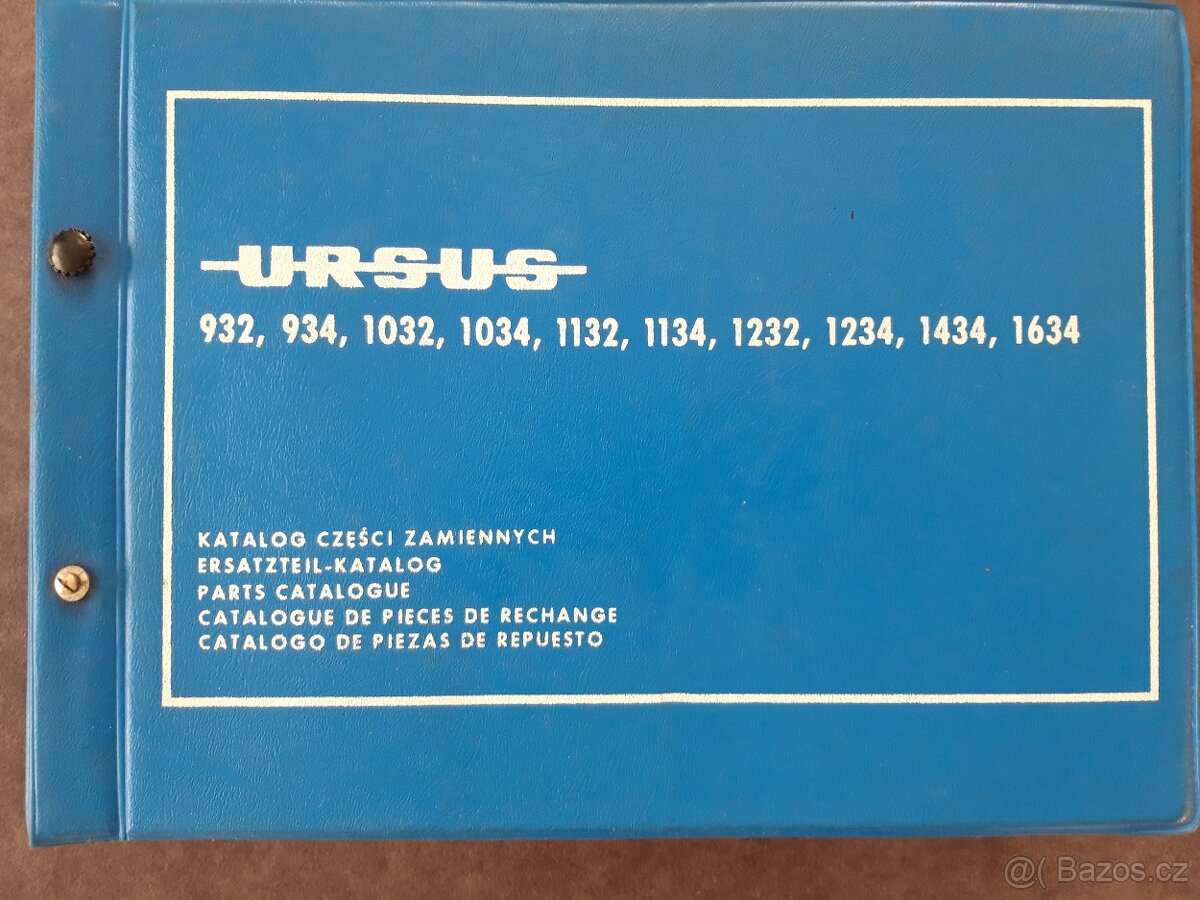 URSUS
932, 934, 1032, 1034, 1132, 1134, 1232, 1234, 1434, 1634
KATALOG CZĘŚCI ZAMIENNYCH
ERSATZTEIL-KATALOG
PARTS CATALOGUE
CATALOGUE DE PIECES DE RECHANGE
CATALOGO DE PIEZAS DE REPUESTO
@( Bazos.cz